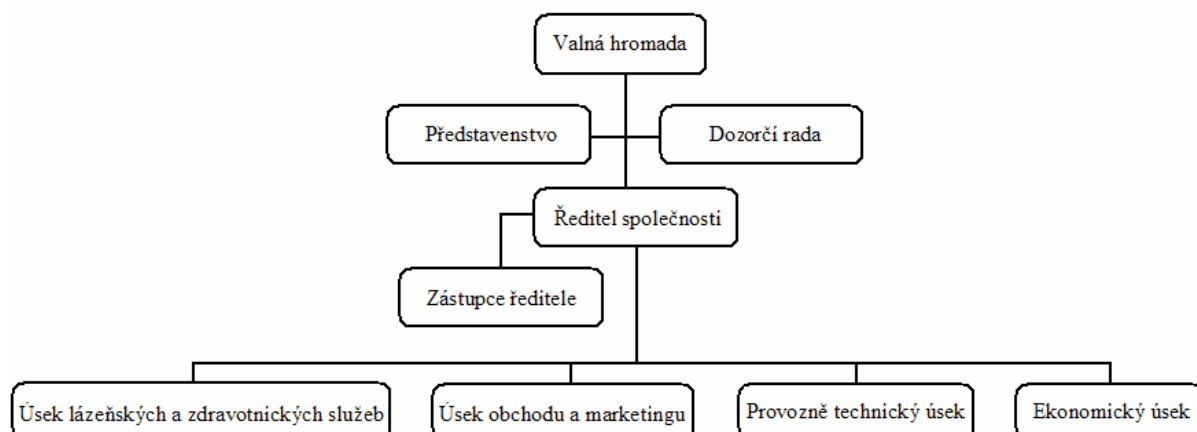 Valná hromada
Představenstvo
Dozorčí rada
Ředitel společnosti
Zástupce ředitele
Úsek lázeňských a zdravotnických služeb
Úsek obchodu a marketingu
Provozně technický úsek
Ekonomický úsek